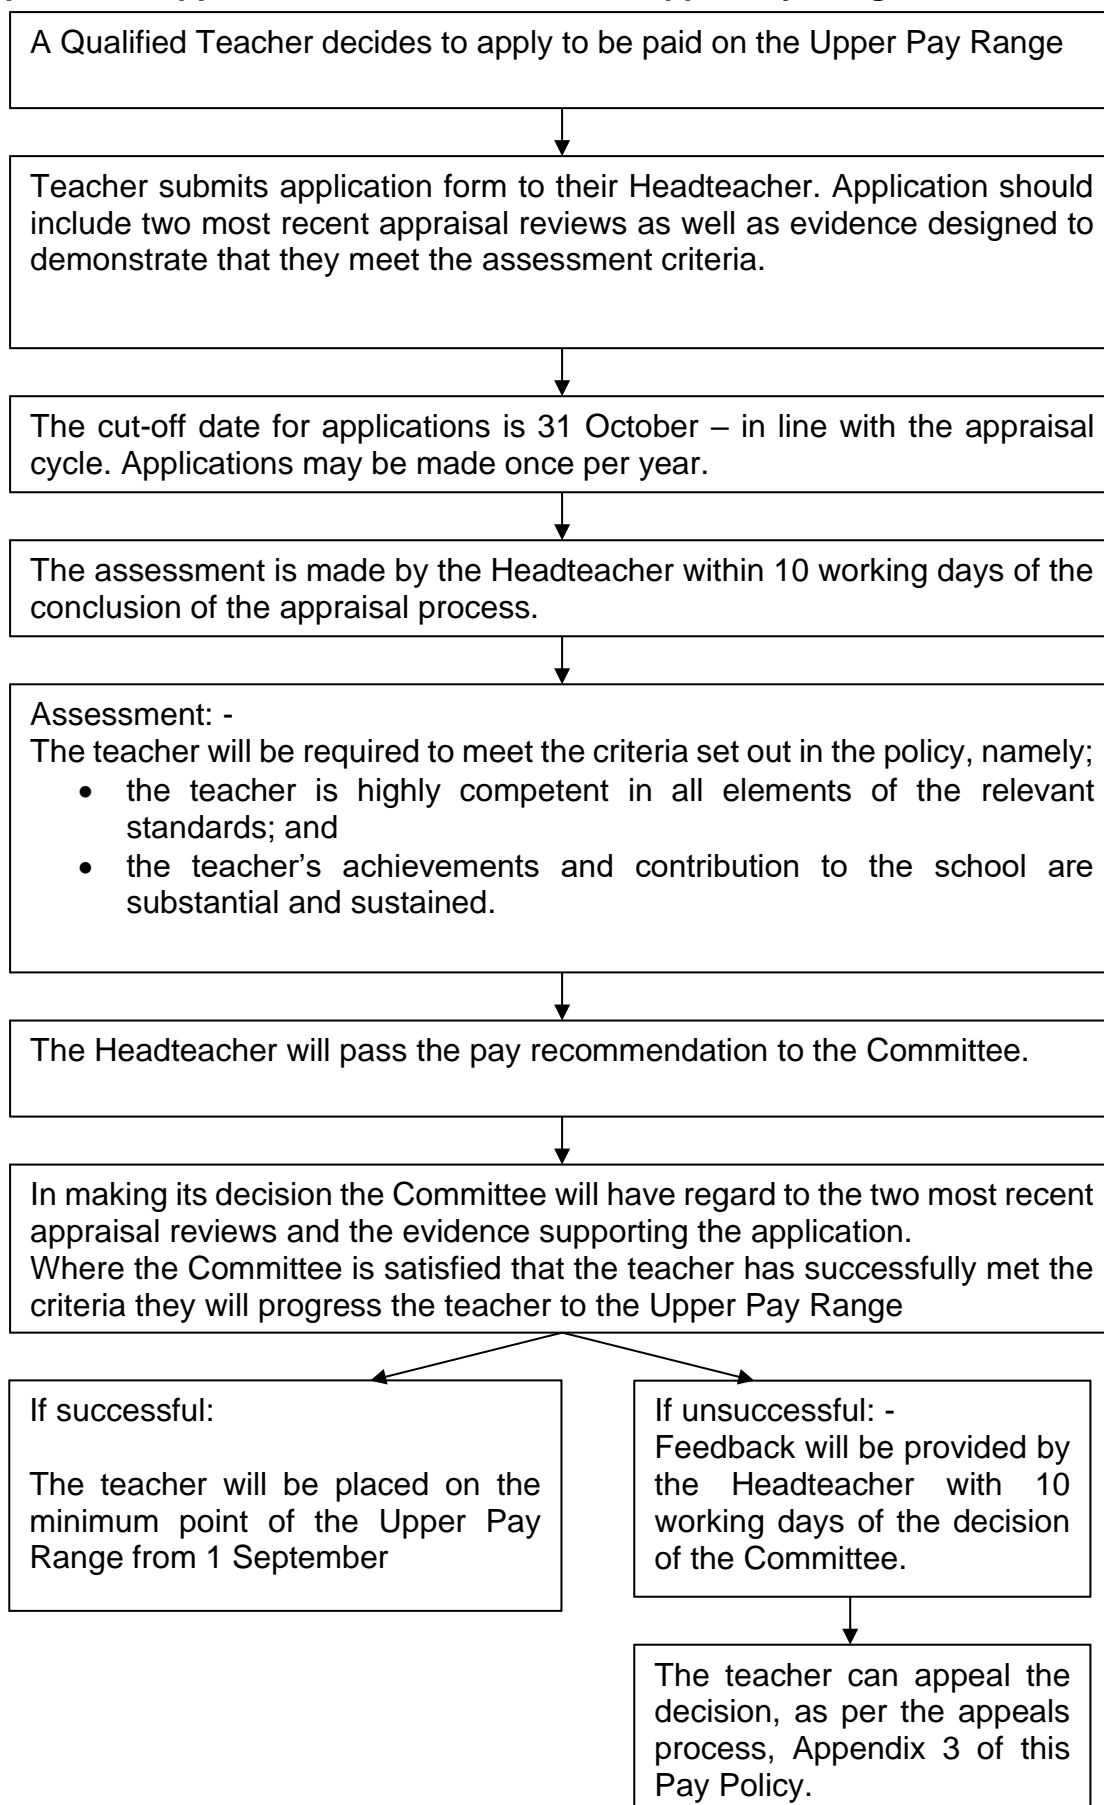 A Qualified Teacher decides to apply to be paid on the Upper Pay Range
Teacher submits application form to their Headteacher. Application should
include two most recent appraisal reviews as well as evidence designed to
demonstrate that they meet the assessment criteria.
The cut-off date for applications is 31 October – in line with the appraisal
cycle. Applications may be made once per year.
The assessment is made by the Headteacher within 10 working days of the
conclusion of the appraisal process.
Assessment: -
The teacher will be required to meet the criteria set out in the policy, namely;
• the teacher is highly competent in all elements of the relevant
standards; and
• the teacher’s achievements and contribution to the school are
substantial and sustained.
The Headteacher will pass the pay recommendation to the Committee.
In making its decision the Committee will have regard to the two most recent
appraisal reviews and the evidence supporting the application.
Where the Committee is satisfied that the teacher has successfully met the
criteria they will progress the teacher to the Upper Pay Range
If successful:
The teacher will be placed on the
minimum point of the Upper Pay
Range from 1 September
If unsuccessful: -
Feedback will be provided by
the Headteacher with 10
working days of the decision
of the Committee.
The teacher can appeal the
decision, as per the appeals
process, Appendix 3 of this
Pay Policy.